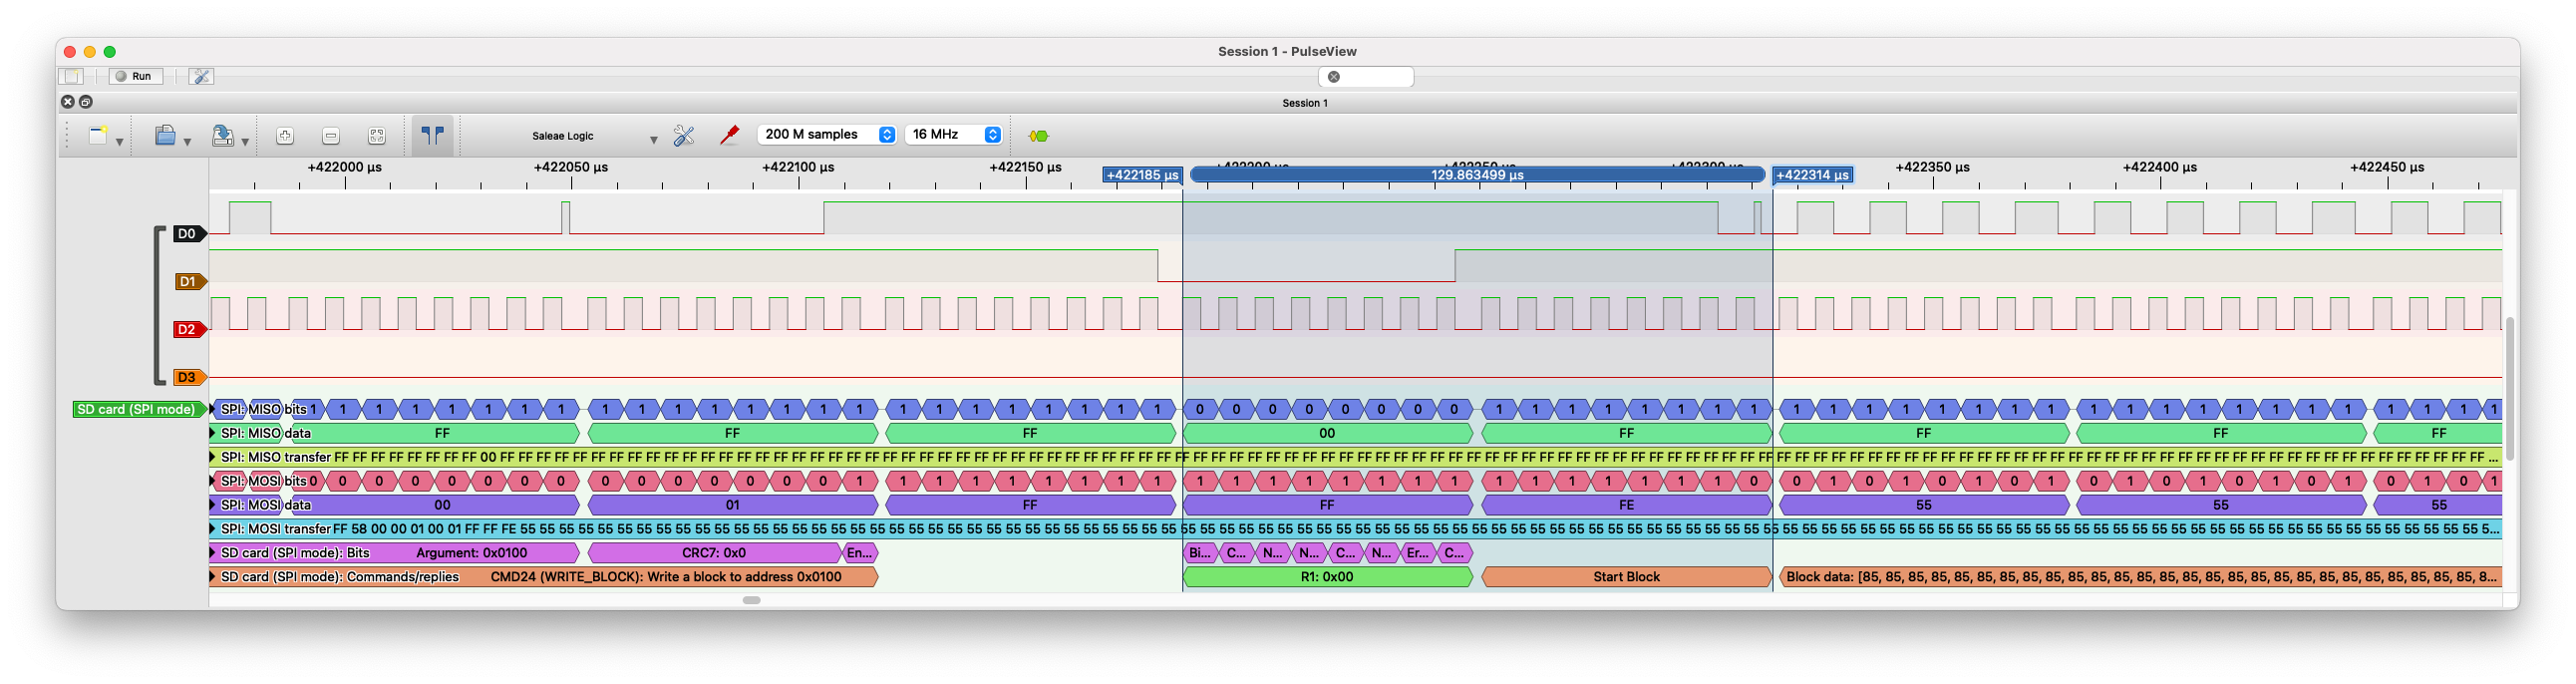 Session 1 - PulseView
Run
Session 1
Saleae Logic
200 M samples
16 MHz
+422000 µs +422050 µs +422100 µs +422150 µs +422200 µs +422250 µs +422300 µs +422350 µs +422400 µs +422450 µs
+422185 µs 129.863499 µs +422314 µs
D0
D1
D2
D3
SD card (SPI mode)
SPI: MISO bits 1 1 1 1 1 1 1 1 1 1 1 1 1 1 1 1 1 1 1 1 1 1 1 1 0 0 0 0 0 0 0 0 1 1 1 1 1 1 1 1 1 1 1 1 1 1 1 1 1 1 1 1 1 1 1 1 1 1 1 1
SPI: MISO data FF FF FF 00 FF FF FF FF
SPI: MISO transfer FF FF FF FF FF FF FF FF 00 FF FF FF FF FF FF FF FF FF FF FF FF FF FF FF FF FF FF FF FF FF FF FF FF FF FF FF FF FF FF FF FF FF FF FF FF FF FF FF FF FF FF FF FF FF FF FF FF FF FF FF FF FF FF FF FF FF FF FF FF FF FF FF FF FF FF FF FF FF FF FF FF FF FF FF FF FF FF FF FF FF FF FF FF FF FF FF FF FF FF FF FF FF FF FF FF FF FF FF FF FF FF FF FF FF FF FF FF ...
SPI: MOSI bits 0 0 0 0 0 0 0 0 0 0 0 0 0 0 0 1 1 1 1 1 1 1 1 1 1 1 1 1 1 1 1 1 1 1 1 1 1 1 1 0 0 1 0 1 0 1 0 1 0 1 0 1 0 1 0 1 0 1 0 1
SPI: MOSI data 00 01 FF FF FE 55 55 55
SPI: MOSI transfer FF 58 00 00 01 00 01 FF FF FE 55 55 55 55 55 55 55 55 55 55 55 55 55 55 55 55 55 55 55 55 55 55 55 55 55 55 55 55 55 55 55 55 55 55 55 55 55 55 55 55 55 55 55 55 55 55 55 55 55 55 55 55 55 55 55 55 55 55 55 55 55 55 55 55 55 55 55 55 55 55 55 55 55 55 55 55 55 55 55 55 55 55 55 55 55 55 55 55 55 55 55 55 55 55 55 55 55 55 55 55 55 55 55 55 55 55 5...
SD card (SPI mode): Bits Argument: 0x0100 CRC7: 0x0 En... Bi... C... N... N... C... N... Er... C...
SD card (SPI mode): Commands/replies CMD24 (WRITE_BLOCK): Write a block to address 0x0100 R1: 0x00 Start Block Block data: [85, 85, 85, 85, 85, 85, 85, 85, 85, 85, 85, 85, 85, 85, 85, 85, 85, 85, 85, 85, 85, 85, 85, 85, 85, 85, 85, 8...